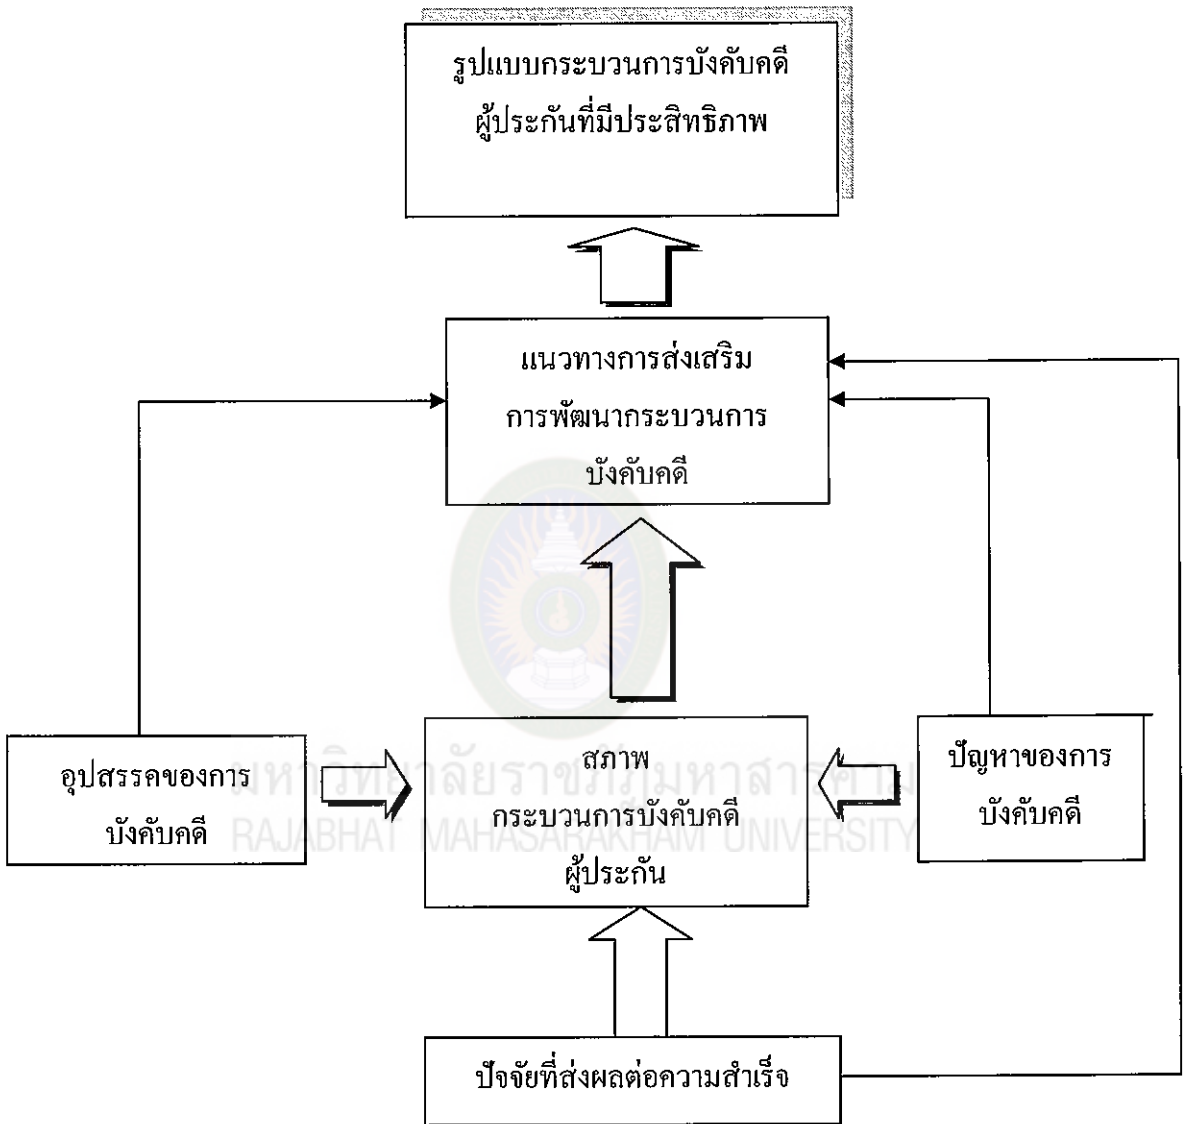 รูปแบบกระบวนการบังคับคดี
ผู้ประกันที่มีประสิทธิภาพ
แนวทางการส่งเสริม
การพัฒนากระบวนการ
บังคับคดี
อุปสรรคของการ
บังคับคดี
สภาพ
กระบวนการบังคับคดี
ผู้ประกัน
ปัญหาของการ
บังคับคดี
มหาวิทยาลัยราชภัฏมหาสารคาม
RAJABHAT MAHASARAKHAM UNIVERSITY
ปัจจัยที่ส่งผลต่อความสำเร็จ